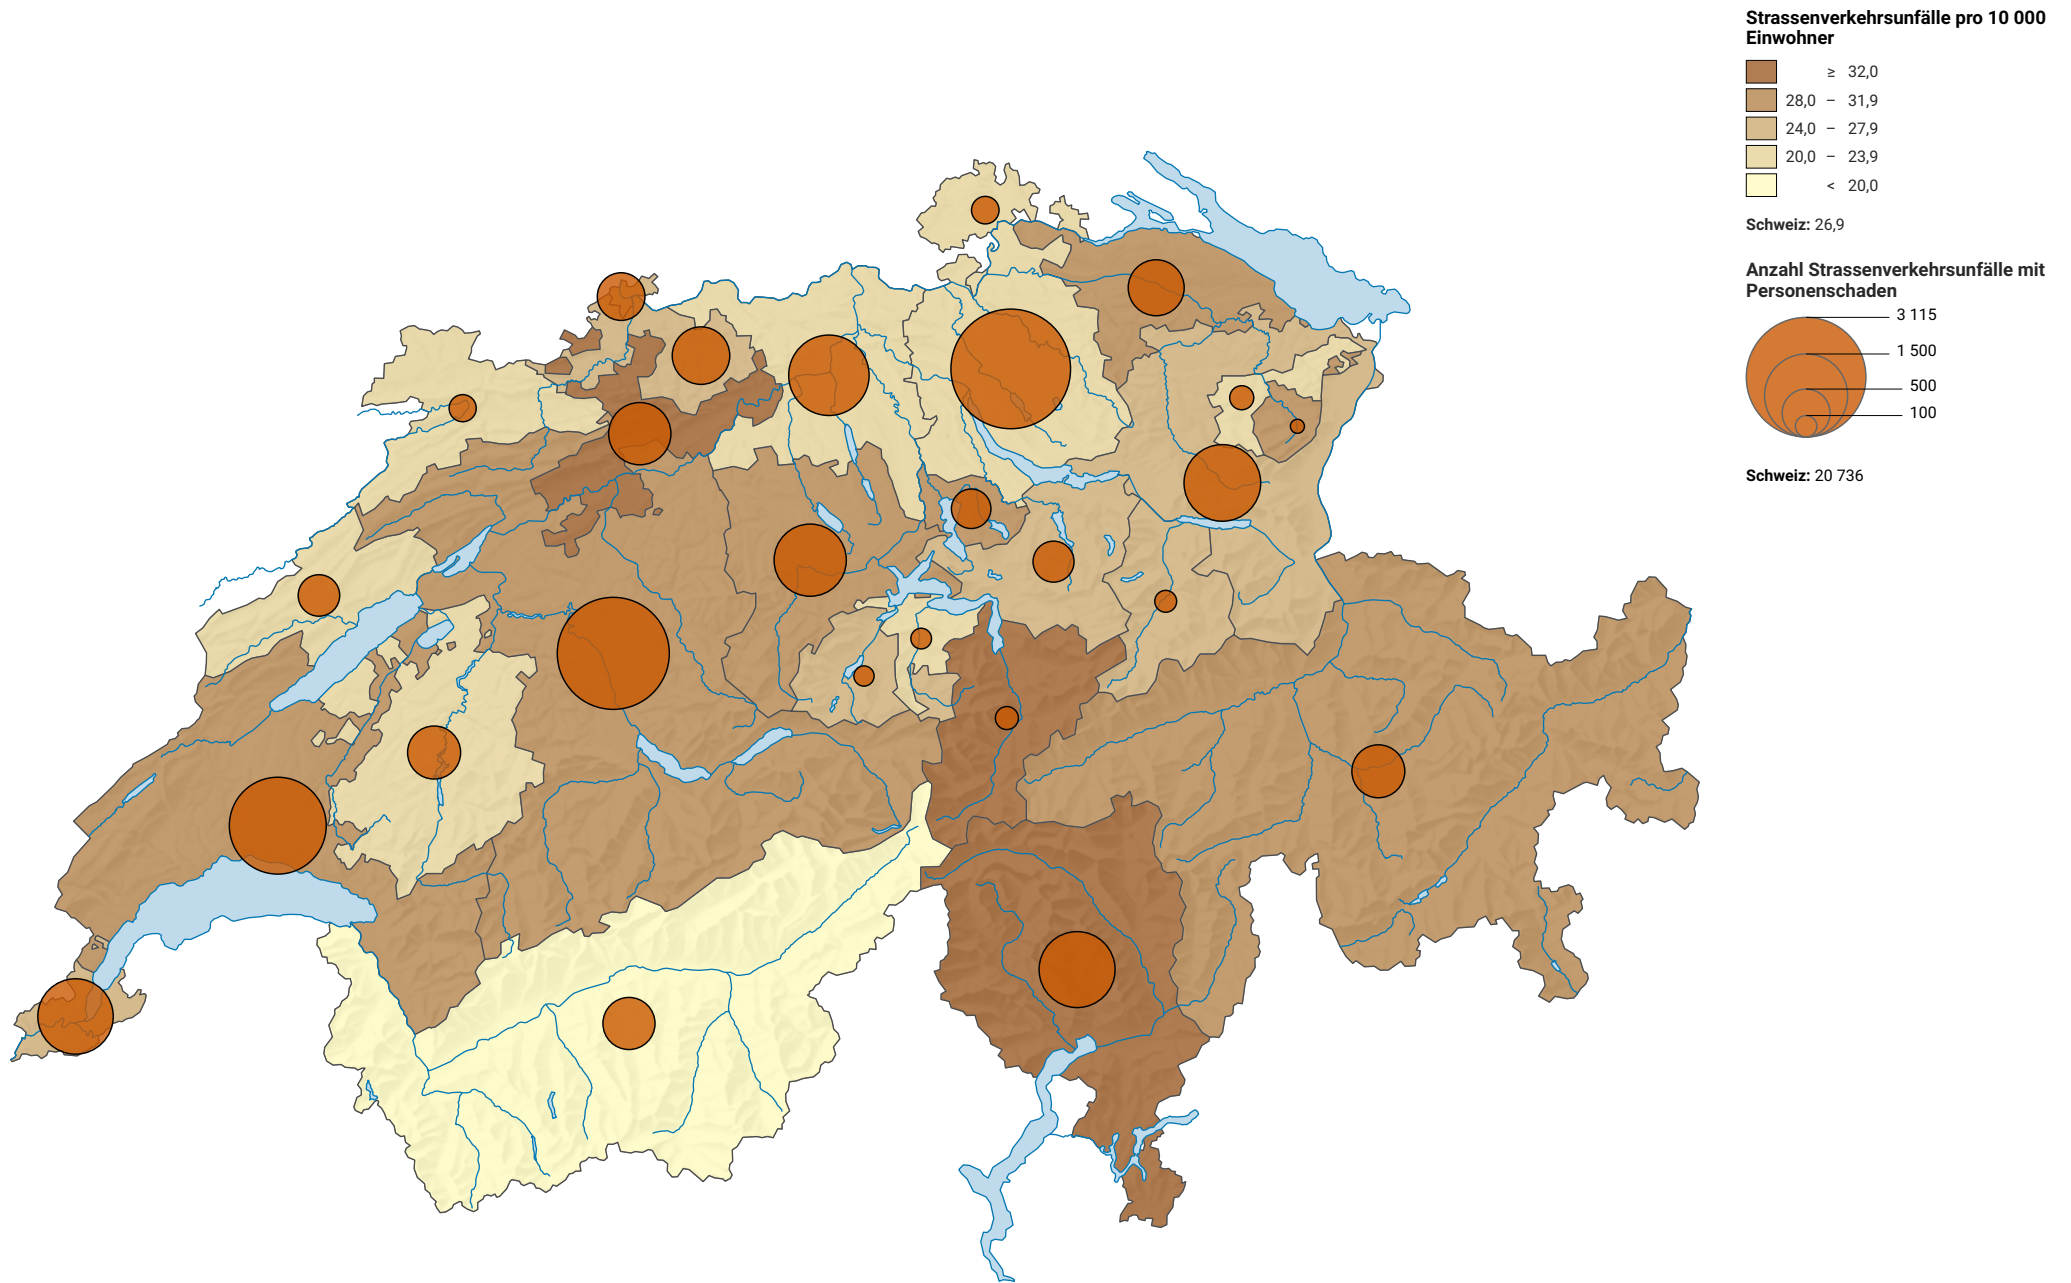 Strassenverkehrsunfälle pro 10 000
Einwohner
≥ 32,0
28,0 – 31,9
24,0 – 27,9
20,0 – 23,9
< 20,0
Schweiz: 26,9
Anzahl Strassenverkehrsunfälle mit
Personenschaden
3 115
1 500
500
100
Schweiz: 20 736